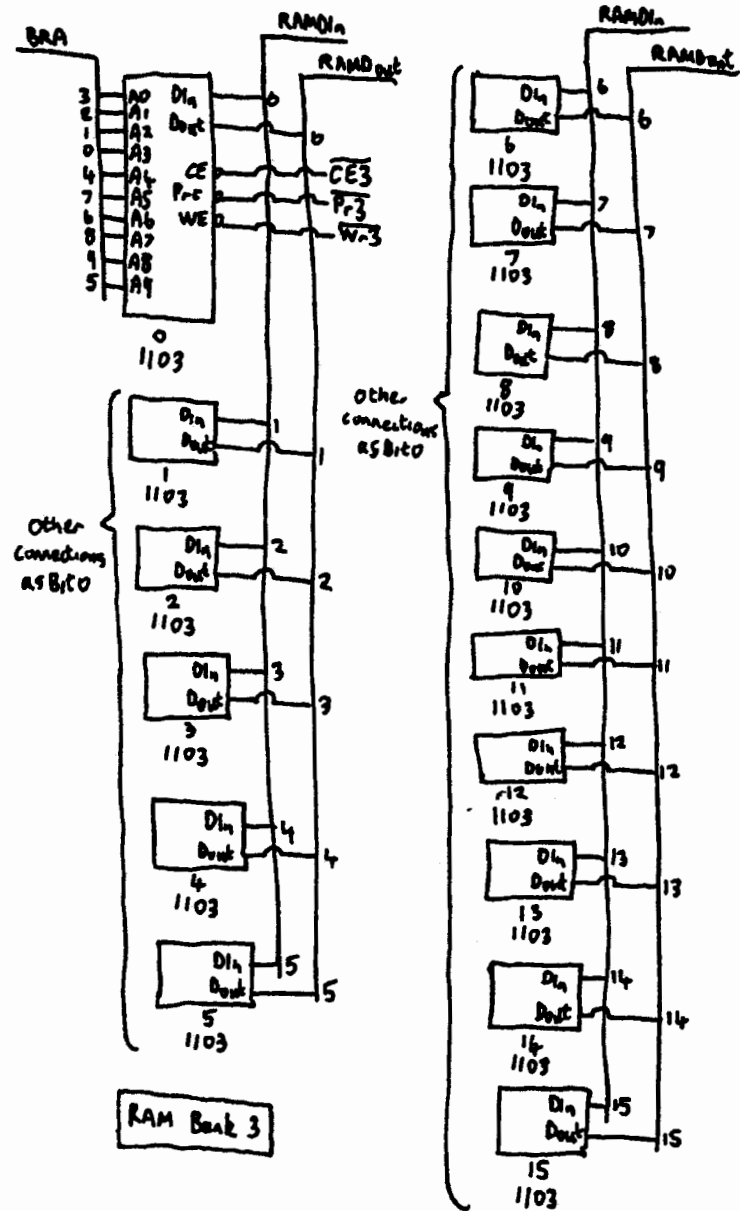 BRA
RAMDIn
RAMDout
3 A0 DIn 0
2 A1 Dout 0
1 A2
0 A3
4 A4 CE CE3
7 A5 Pre Pr3
6 A6 WE Wr3
8 A7
9 A8
5 A9
0
1103
Other
connections
as Bit 0
DIn 1
Dout 1
1
1103
DIn 2
Dout 2
2
1103
DIn 3
Dout 3
3
1103
DIn 4
Dout 4
4
1103
DIn 5
Dout 5
5
1103
RAM Bank 3
RAMDIn
RAMDout
Other
connections
as Bit 0
DIn 6
Dout 6
6
1103
DIn 7
Dout 7
7
1103
DIn 8
Dout 8
8
1103
DIn 9
Dout 9
9
1103
DIn 10
Dout 10
10
1103
DIn 11
Dout 11
11
1103
DIn 12
Dout 12
12
1103
DIn 13
Dout 13
13
1103
DIn 14
Dout 14
14
1103
DIn 15
Dout 15
15
1103